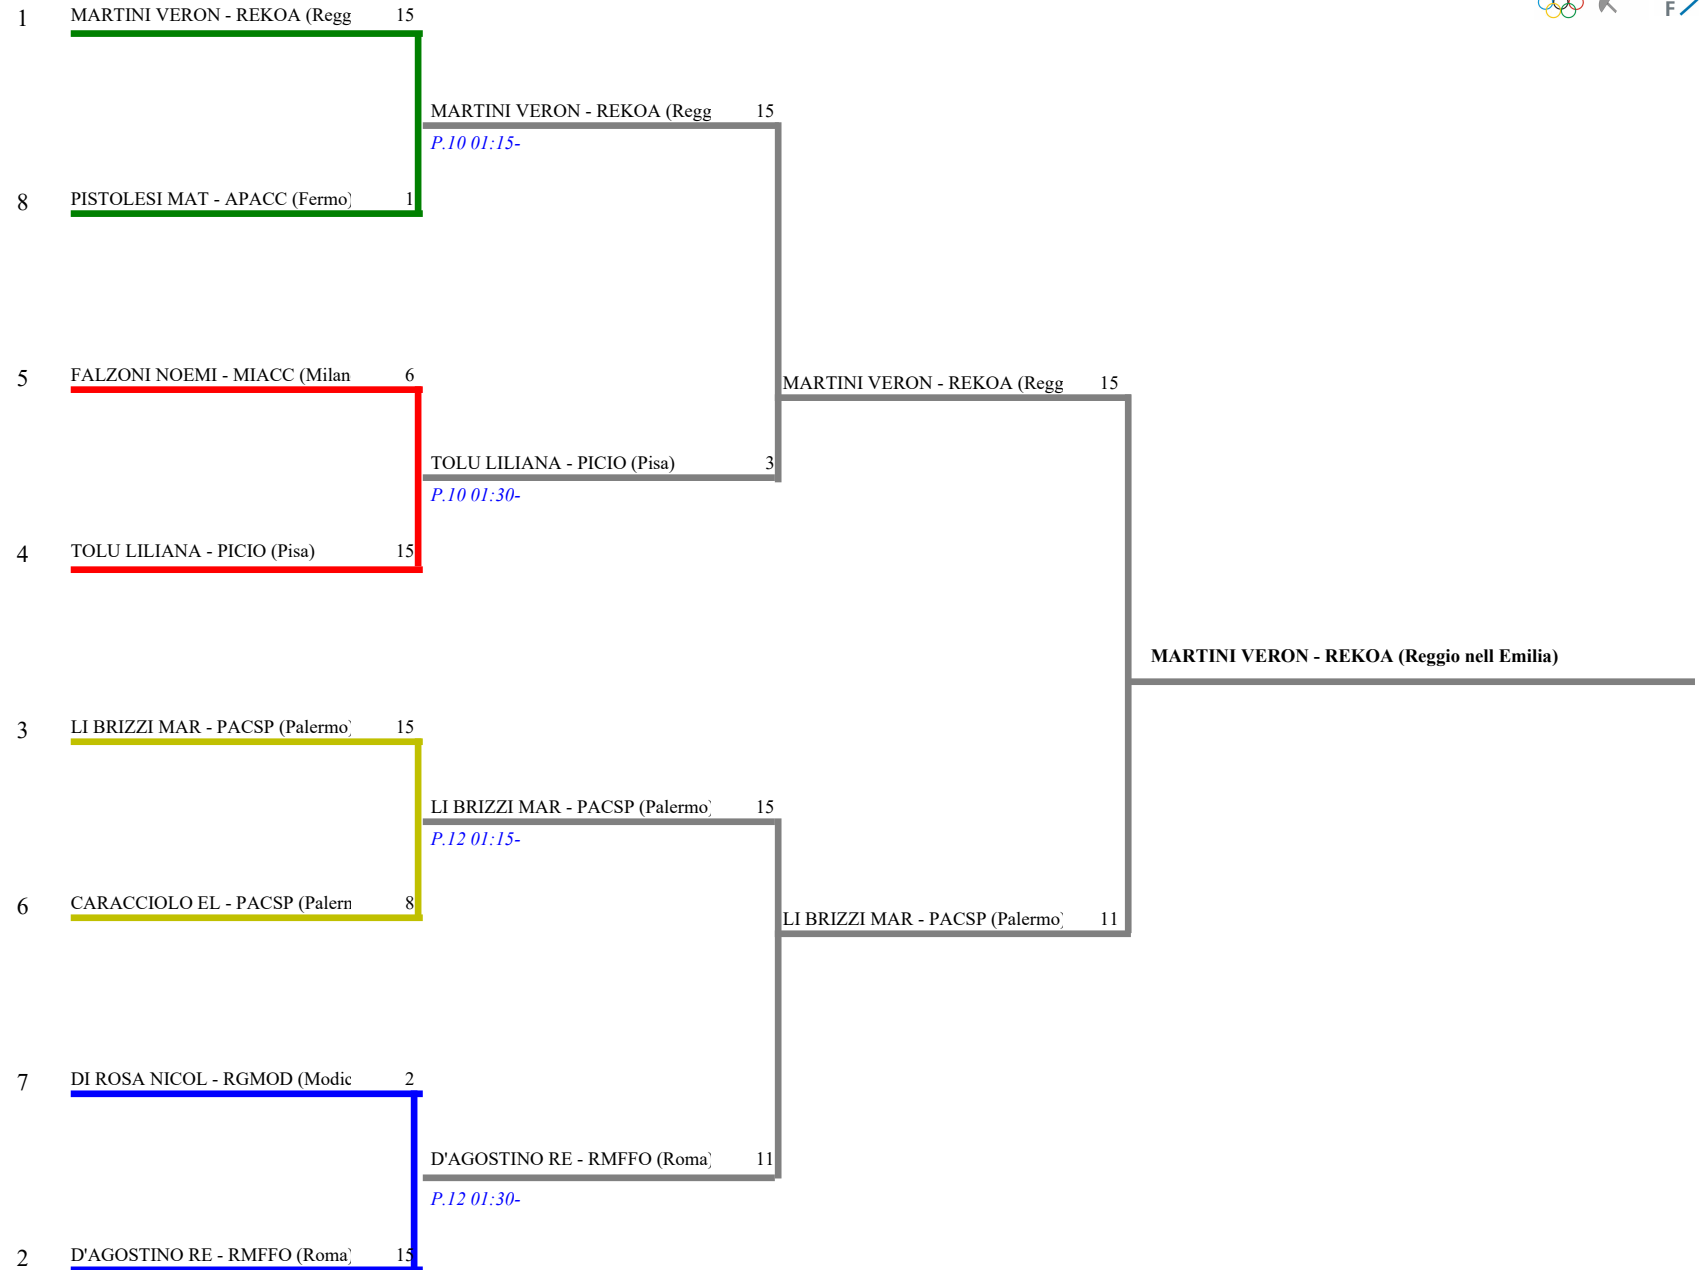 F
1 MARTINI VERON - REKOA (Regg 15
MARTINI VERON - REKOA (Regg 15
P.10 01:15-
8 PISTOLESI MAT - APACC (Fermo) 1
5 FALZONI NOEMI - MIACC (Milan 6
MARTINI VERON - REKOA (Regg 15
TOLU LILIANA - PICIO (Pisa) 3
P.10 01:30-
4 TOLU LILIANA - PICIO (Pisa) 15
MARTINI VERON - REKOA (Reggio nell Emilia)
3 LI BRIZZI MAR - PACSP (Palermo) 15
LI BRIZZI MAR - PACSP (Palermo) 15
P.12 01:15-
6 CARACCIOLO EL - PACSP (Palern 8
LI BRIZZI MAR - PACSP (Palermo) 11
7 DI ROSA NICOL - RGMOD (Modic 2
D'AGOSTINO RE - RMFFO (Roma) 11
P.12 01:30-
2 D'AGOSTINO RE - RMFFO (Roma) 15